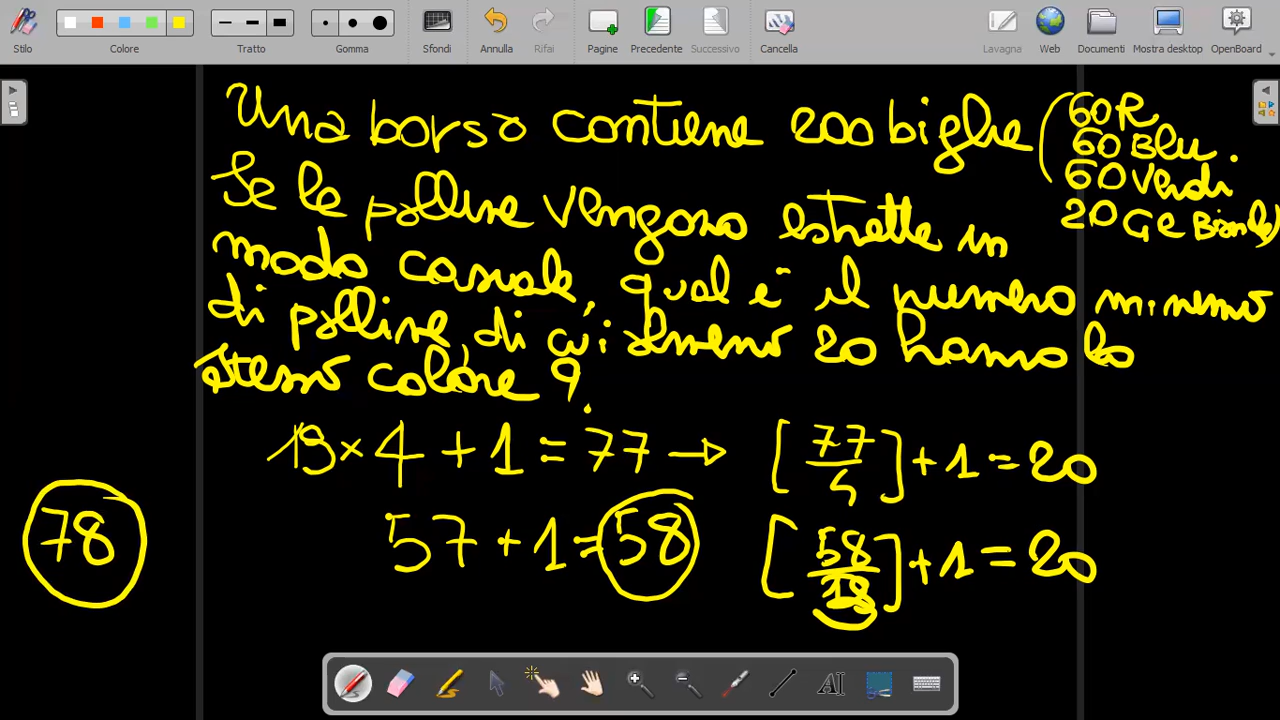 Stilo
Colore
Tratto
Gomma
Sfondi
Annulla
Rifai
Pagine
Precedente
Successivo
Cancella
Lavagna
Web
Documenti
Mostra desktop
OpenBoard
Una borsa contiene 200 biglie (60R
60 Blu.
60 Verdi
20 G e Bianche)
Se le palline vengono estratte in
modo casuale, qual è il numero minimo
di palline, di cui almeno 20 hanno lo
stesso colore?
19×4+1=77→ [77/4]+1=20
57+1=58 [58/
]+1=20
78
AI